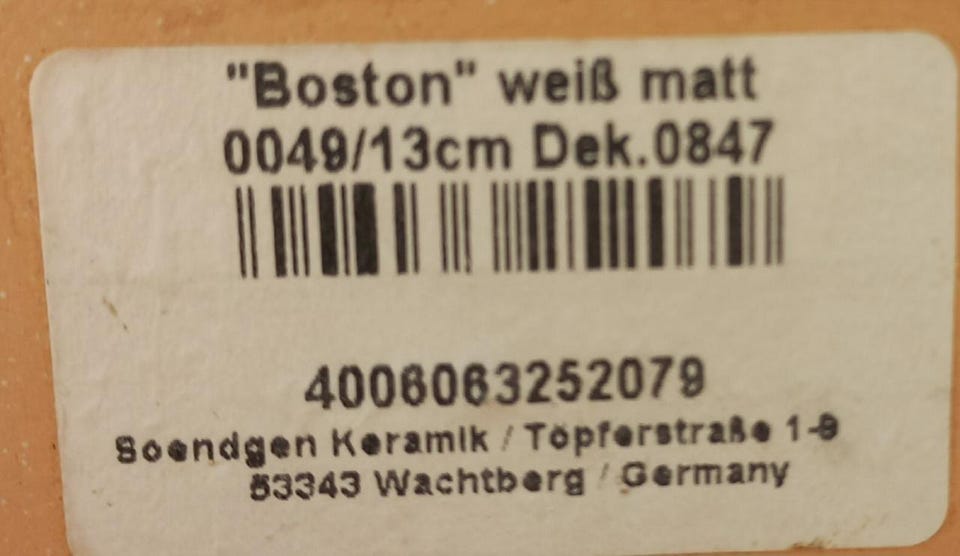 "Boston" weiß matt
0049/13cm Dek.0847
4006063252079
Soendgen Keramik / Töpferstraße 1-9
53343 Wachtberg / Germany